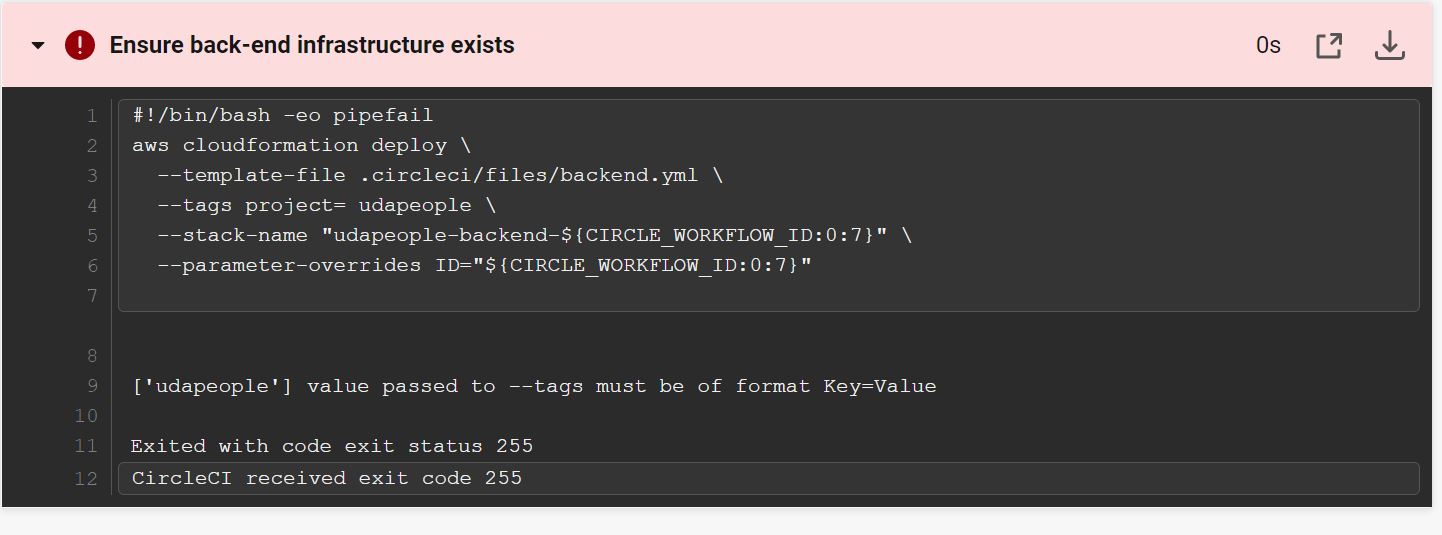 Ensure back-end infrastructure exists 0s
1 #!/bin/bash -eo pipefail
2 aws cloudformation deploy \
3 --template-file .circleci/files/backend.yml \
4 --tags project= udapeople \
5 --stack-name "udapeople-backend-${CIRCLE_WORKFLOW_ID:0:7}" \
6 --parameter-overrides ID="${CIRCLE_WORKFLOW_ID:0:7}"
7
8
9 ['udapeople'] value passed to --tags must be of format Key=Value
10
11 Exited with code exit status 255
12 CircleCI received exit code 255